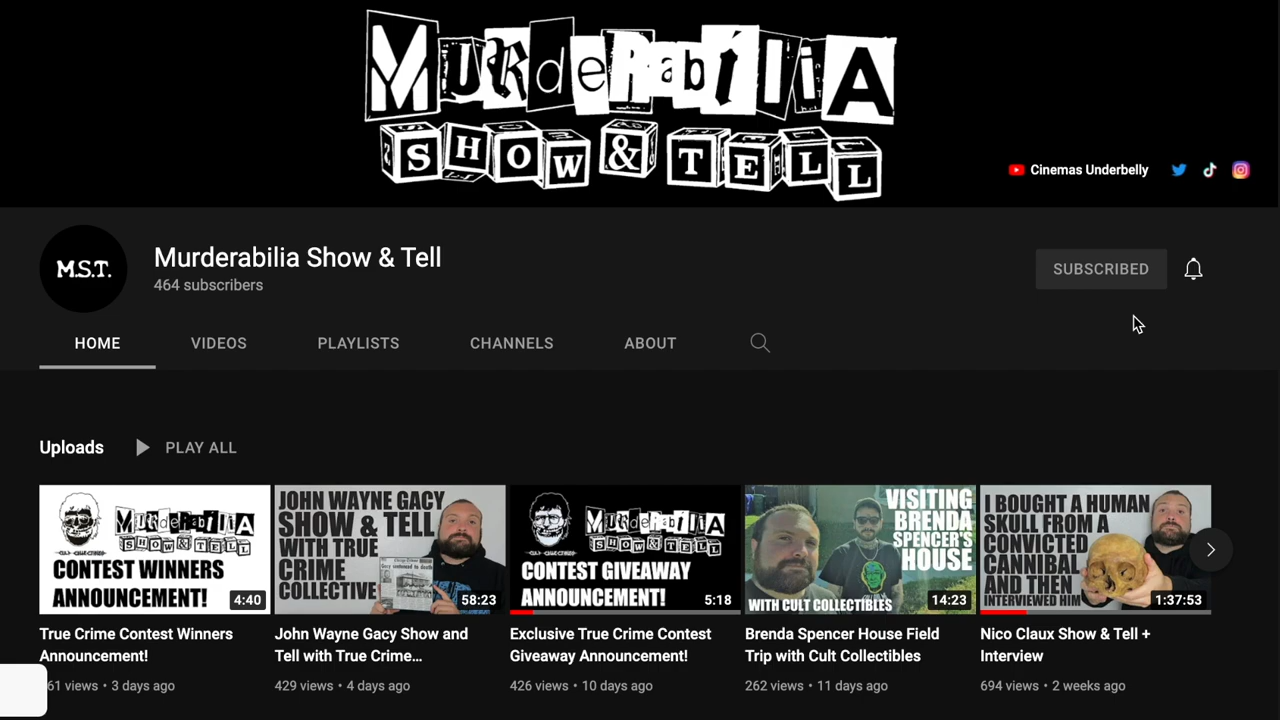 MURderabiliA
SHOW & TELL
Cinemas Underbelly
M.S.T.
Murderabilia Show & Tell
464 subscribers
SUBSCRIBED
HOME
VIDEOS
PLAYLISTS
CHANNELS
ABOUT
Uploads
PLAY ALL
MURderabiliA
SHOW & TELL
CONTEST WINNERS
ANNOUNCEMENT!
4:40
JOHN WAYNE GACY
SHOW & TELL
WITH TRUE
CRIME
COLLECTIVE
58:23
MURderabiliA
SHOW & TELL
CONTEST GIVEAWAY
ANNOUNCEMENT!
5:18
VISITING
BRENDA
SPENCER'S
HOUSE
WITH CULT COLLECTIBLES
14:23
I BOUGHT A HUMAN
SKULL FROM A
CONVICTED
CANNIBAL
AND THEN
INTERVIEWED HIM
1:37:53
True Crime Contest Winners
Announcement!
61 views • 3 days ago
John Wayne Gacy Show and
Tell with True Crime...
429 views • 4 days ago
Exclusive True Crime Contest
Giveaway Announcement!
426 views • 10 days ago
Brenda Spencer House Field
Trip with Cult Collectibles
262 views • 11 days ago
Nico Claux Show & Tell +
Interview
694 views • 2 weeks ago